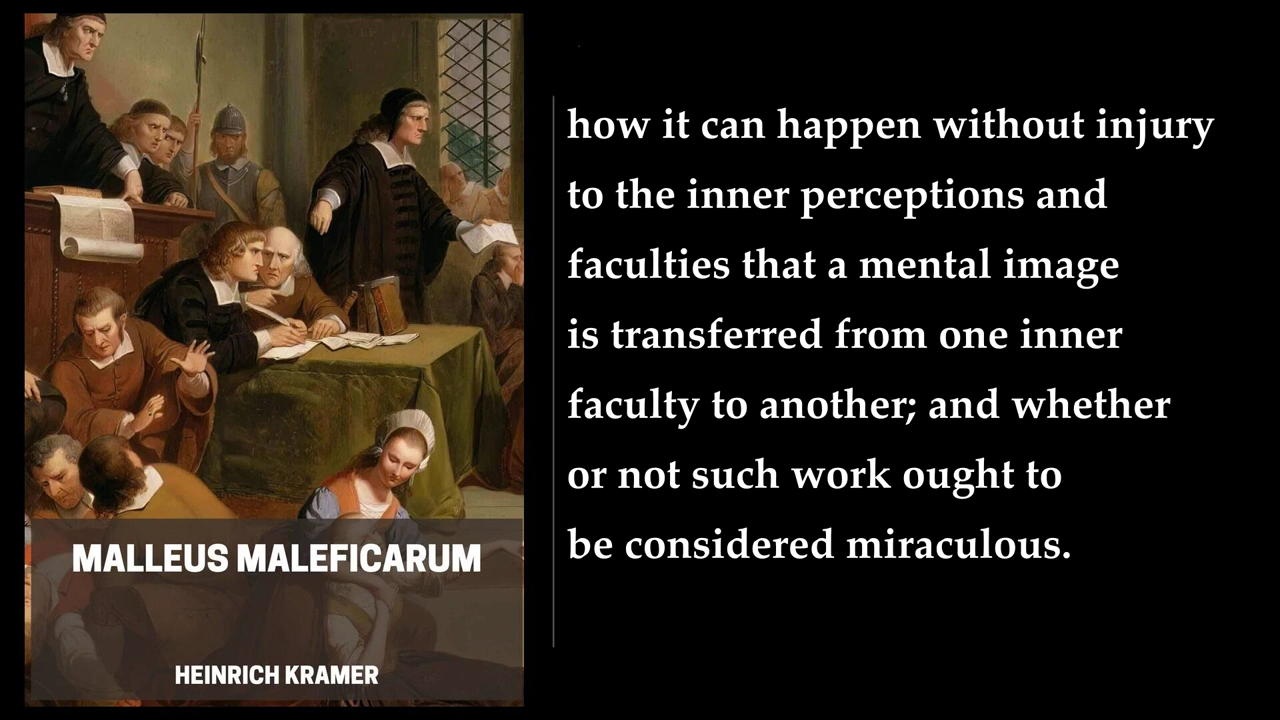 MALLEUS MALEFICARUM
HEINRICH KRAMER
how it can happen without injury
to the inner perceptions and
faculties that a mental image
is transferred from one inner
faculty to another; and whether
or not such work ought to
be considered miraculous.